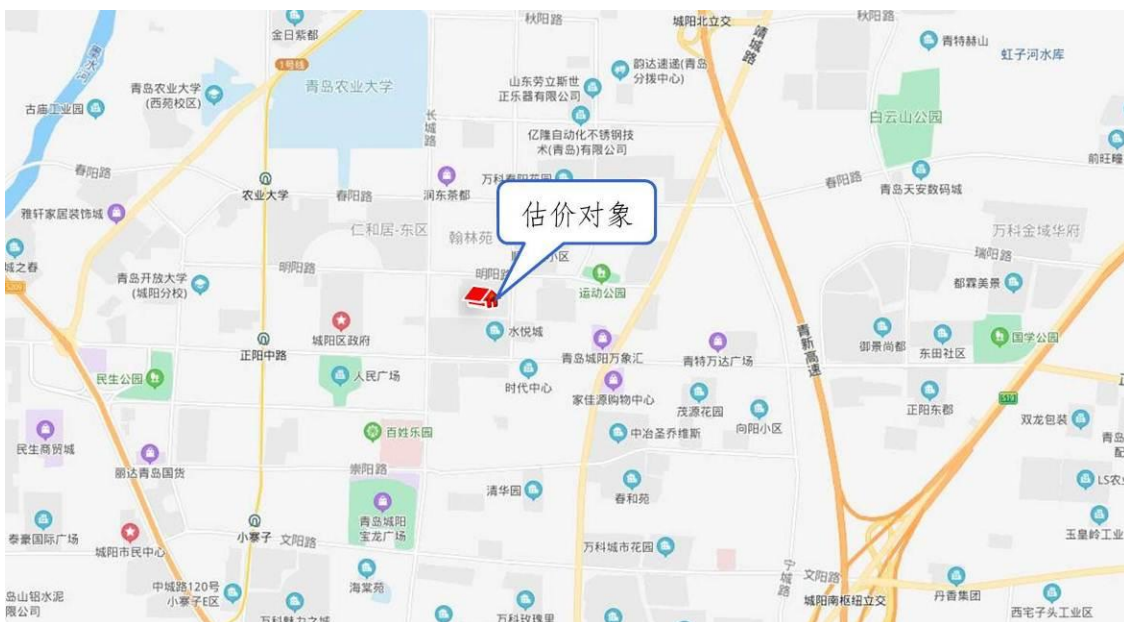 秋阳路
城阳北立交
靖城路
秋阳路
金日紫都
青特赫山
虹子河水库
墨水河
1号线
韵达速递(青岛
分拨中心)
青岛农业大学
(西苑校区)
青岛农业大学
山东劳立斯世
正乐器有限公司
古庙工业园
长城路
白云山公园
亿隆自动化不锈钢技
术(青岛)有限公司
前旺疃
春阳路
农业大学
春阳路
润东茶都
春阳路
青岛天安数码城
雅轩家居装饰城
估价对象
仁和居-东区
翰林苑
小区
万科金域华府
瑞阳路
城之春
青岛开放大学
(城阳分校)
明阳路
明阳路
运动公园
都霖美景
城阳区政府
水悦城
青新高速
御景尚都
东田社区
国学公园
正阳中路
青岛城阳万象汇
青特万达广场
民生公园
人民广场
时代中心
家佳源购物中心
茂源花园
向阳小区
正阳东郡
双龙包装
民生商贸城
百姓乐园
中冶圣乔维斯
青岛
配
丽达青岛国货
崇阳路
清华园
春和苑
LS农
泰豪国际广场
城阳市民中心
小寨子
文阳路
青岛城阳
宝龙广场
万科城市花园
玉皇岭工业
宁城路
文阳路
岛山铝水泥
限公司
中城路120号
小寨子E区
海棠苑
城阳南枢纽立交
丹香集团
西宅子头工业区
万科魅力之城
万科玫瑰里